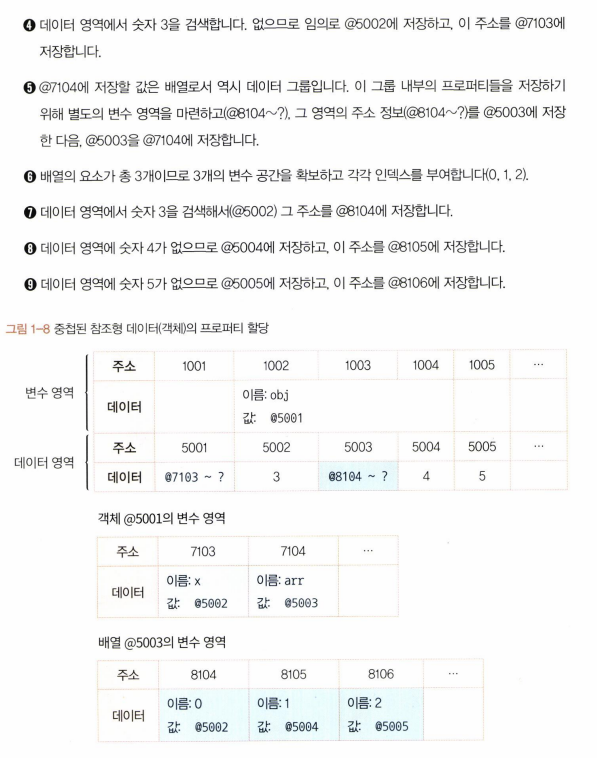 ❹ 데이터 영역에서 숫자 3을 검색합니다. 없으므로 임의로 @5002에 저장하고, 이 주소를 @7103에
저장합니다.
❺ @7104에 저장할 값은 배열로서 역시 데이터 그룹입니다. 이 그룹 내부의 프로퍼티들을 저장하기
위해 별도의 변수 영역을 마련하고(@8104~?), 그 영역의 주소 정보(@8104~?)를 @5003에 저장
한 다음, @5003을 @7104에 저장합니다.
❻ 배열의 요소가 총 3개이므로 3개의 변수 공간을 확보하고 각각 인덱스를 부여합니다(0, 1, 2).
❼ 데이터 영역에서 숫자 3을 검색해서(@5002) 그 주소를 @8104에 저장합니다.
❽ 데이터 영역에 숫자 4가 없으므로 @5004에 저장하고, 이 주소를 @8105에 저장합니다.
❾ 데이터 영역에 숫자 5가 없으므로 @5005에 저장하고, 이 주소를 @8106에 저장합니다.
그림 1-8 중첩된 참조형 데이터(객체)의 프로퍼티 할당
변수 영역
주소 1001 1002 1003 1004 1005 …
데이터 이름: obj
값: @5001
데이터 영역
주소 5001 5002 5003 5004 5005 …
데이터 @7103 ~ ? 3 @8104 ~ ? 4 5
객체 @5001의 변수 영역
주소 7103 7104 …
데이터 이름: x 이름: arr
값: @5002 값: @5003
배열 @5003의 변수 영역
주소 8104 8105 8106 …
데이터 이름: 0 이름: 1 이름: 2
값: @5002 값: @5004 값: @5005